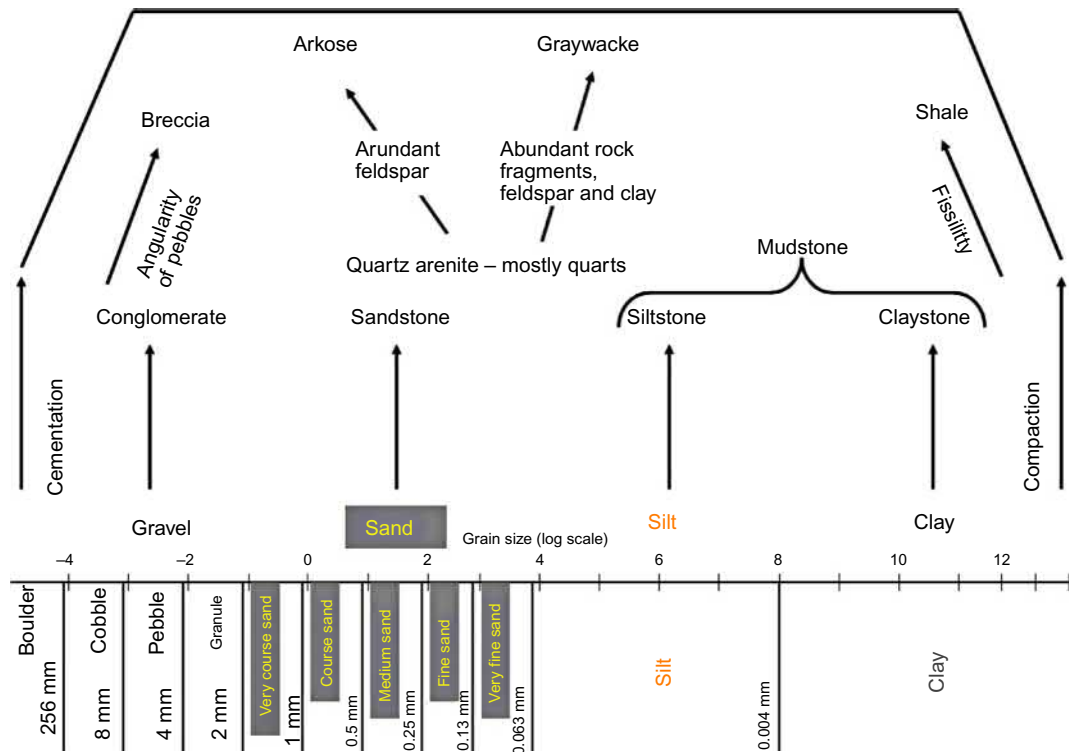 Arkose
Graywacke
Breccia
Shale
Arundant
feldspar
Abundant rock
fragments,
feldspar and clay
Angularity
of pebbles
Fissilitty
Mudstone
Quartz arenite – mostly quarts
Conglomerate
Sandstone
Siltstone
Claystone
Cementation
Compaction
Gravel
Sand
Silt
Clay
Grain size (log scale)
–4
–2
0
2
4
6
8
10
12
Boulder
256 mm
Cobble
8 mm
Pebble
4 mm
Granule
2 mm
Very course sand
1 mm
Course sand
0.5 mm
Medium sand
0.25 mm
Fine sand
0.13 mm
Very fine sand
0.063 mm
Silt
0.004 mm
Clay